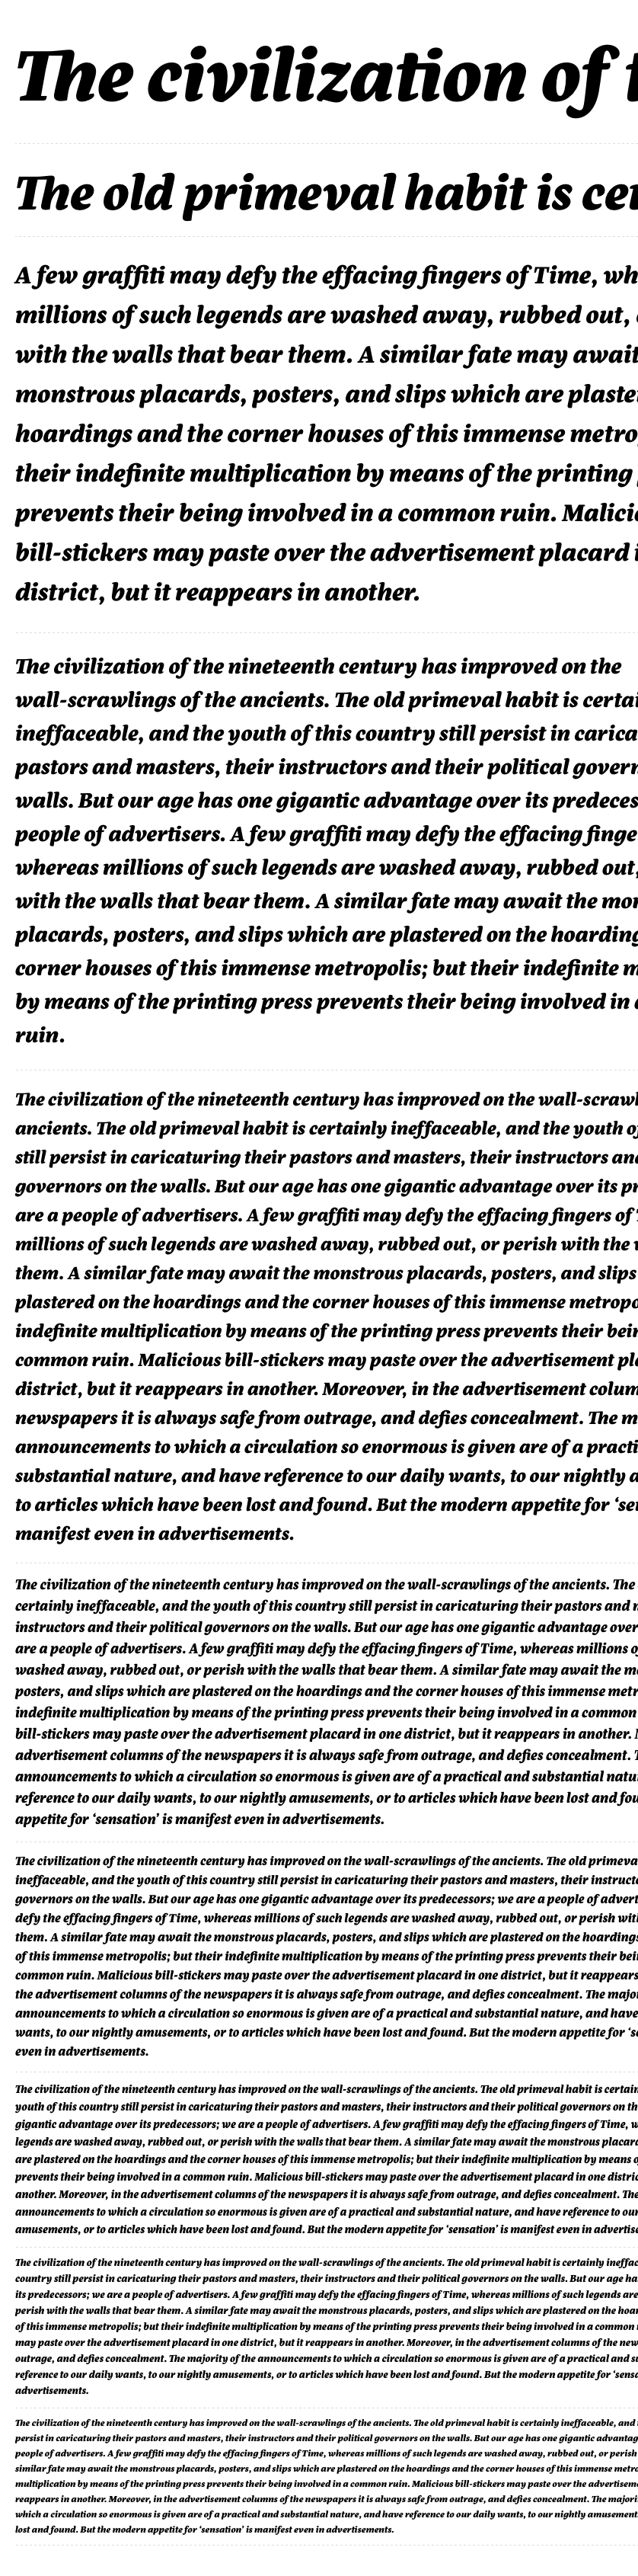 The civilization of t
The old primeval habit is cer
A few graffiti may defy the effacing fingers of Time, wh
millions of such legends are washed away, rubbed out,
with the walls that bear them. A similar fate may await
monstrous placards, posters, and slips which are plaste
hoardings and the corner houses of this immense metro
their indefinite multiplication by means of the printing
prevents their being involved in a common ruin. Malici
bill-stickers may paste over the advertisement placard i
district, but it reappears in another.
The civilization of the nineteenth century has improved on the
wall-scrawlings of the ancients. The old primeval habit is certai
ineffaceable, and the youth of this country still persist in carica
pastors and masters, their instructors and their political govern
walls. But our age has one gigantic advantage over its predeces
people of advertisers. A few graffiti may defy the effacing finge
whereas millions of such legends are washed away, rubbed out,
with the walls that bear them. A similar fate may await the mon
placards, posters, and slips which are plastered on the hoarding
corner houses of this immense metropolis; but their indefinite m
by means of the printing press prevents their being involved in a
ruin.
The civilization of the nineteenth century has improved on the wall-scrawl
ancients. The old primeval habit is certainly ineffaceable, and the youth of
still persist in caricaturing their pastors and masters, their instructors and
governors on the walls. But our age has one gigantic advantage over its pr
are a people of advertisers. A few graffiti may defy the effacing fingers of T
millions of such legends are washed away, rubbed out, or perish with the w
them. A similar fate may await the monstrous placards, posters, and slips
plastered on the hoardings and the corner houses of this immense metropo
indefinite multiplication by means of the printing press prevents their bein
common ruin. Malicious bill-stickers may paste over the advertisement pla
district, but it reappears in another. Moreover, in the advertisement colum
newspapers it is always safe from outrage, and defies concealment. The m
announcements to which a circulation so enormous is given are of a practi
substantial nature, and have reference to our daily wants, to our nightly a
to articles which have been lost and found. But the modern appetite for ‘sen
manifest even in advertisements.
The civilization of the nineteenth century has improved on the wall-scrawlings of the ancients. The
certainly ineffaceable, and the youth of this country still persist in caricaturing their pastors and m
instructors and their political governors on the walls. But our age has one gigantic advantage over
are a people of advertisers. A few graffiti may defy the effacing fingers of Time, whereas millions o
washed away, rubbed out, or perish with the walls that bear them. A similar fate may await the mo
posters, and slips which are plastered on the hoardings and the corner houses of this immense metr
indefinite multiplication by means of the printing press prevents their being involved in a common
bill-stickers may paste over the advertisement placard in one district, but it reappears in another. M
advertisement columns of the newspapers it is always safe from outrage, and defies concealment. T
announcements to which a circulation so enormous is given are of a practical and substantial natu
reference to our daily wants, to our nightly amusements, or to articles which have been lost and fou
appetite for ‘sensation’ is manifest even in advertisements.
The civilization of the nineteenth century has improved on the wall-scrawlings of the ancients. The old primeva
ineffaceable, and the youth of this country still persist in caricaturing their pastors and masters, their instructo
governors on the walls. But our age has one gigantic advantage over its predecessors; we are a people of advert
defy the effacing fingers of Time, whereas millions of such legends are washed away, rubbed out, or perish wit
them. A similar fate may await the monstrous placards, posters, and slips which are plastered on the hoardings
of this immense metropolis; but their indefinite multiplication by means of the printing press prevents their bei
common ruin. Malicious bill-stickers may paste over the advertisement placard in one district, but it reappears
the advertisement columns of the newspapers it is always safe from outrage, and defies concealment. The major
announcements to which a circulation so enormous is given are of a practical and substantial nature, and have
wants, to our nightly amusements, or to articles which have been lost and found. But the modern appetite for ‘s
even in advertisements.
The civilization of the nineteenth century has improved on the wall-scrawlings of the ancients. The old primeval habit is certain
youth of this country still persist in caricaturing their pastors and masters, their instructors and their political governors on th
gigantic advantage over its predecessors; we are a people of advertisers. A few graffiti may defy the effacing fingers of Time, w
legends are washed away, rubbed out, or perish with the walls that bear them. A similar fate may await the monstrous placard
are plastered on the hoardings and the corner houses of this immense metropolis; but their indefinite multiplication by means o
prevents their being involved in a common ruin. Malicious bill-stickers may paste over the advertisement placard in one distric
another. Moreover, in the advertisement columns of the newspapers it is always safe from outrage, and defies concealment. The
announcements to which a circulation so enormous is given are of a practical and substantial nature, and have reference to our
amusements, or to articles which have been lost and found. But the modern appetite for ‘sensation’ is manifest even in advertise
The civilization of the nineteenth century has improved on the wall-scrawlings of the ancients. The old primeval habit is certainly ineffac
country still persist in caricaturing their pastors and masters, their instructors and their political governors on the walls. But our age ha
its predecessors; we are a people of advertisers. A few graffiti may defy the effacing fingers of Time, whereas millions of such legends are
perish with the walls that bear them. A similar fate may await the monstrous placards, posters, and slips which are plastered on the hoar
of this immense metropolis; but their indefinite multiplication by means of the printing press prevents their being involved in a common
may paste over the advertisement placard in one district, but it reappears in another. Moreover, in the advertisement columns of the new
outrage, and defies concealment. The majority of the announcements to which a circulation so enormous is given are of a practical and su
reference to our daily wants, to our nightly amusements, or to articles which have been lost and found. But the modern appetite for ‘sensa
advertisements.
The civilization of the nineteenth century has improved on the wall-scrawlings of the ancients. The old primeval habit is certainly ineffaceable, and
persist in caricaturing their pastors and masters, their instructors and their political governors on the walls. But our age has one gigantic advantag
people of advertisers. A few graffiti may defy the effacing fingers of Time, whereas millions of such legends are washed away, rubbed out, or perish
similar fate may await the monstrous placards, posters, and slips which are plastered on the hoardings and the corner houses of this immense metro
multiplication by means of the printing press prevents their being involved in a common ruin. Malicious bill-stickers may paste over the advertiseme
reappears in another. Moreover, in the advertisement columns of the newspapers it is always safe from outrage, and defies concealment. The majori
which a circulation so enormous is given are of a practical and substantial nature, and have reference to our daily wants, to our nightly amusement
lost and found. But the modern appetite for ‘sensation’ is manifest even in advertisements.